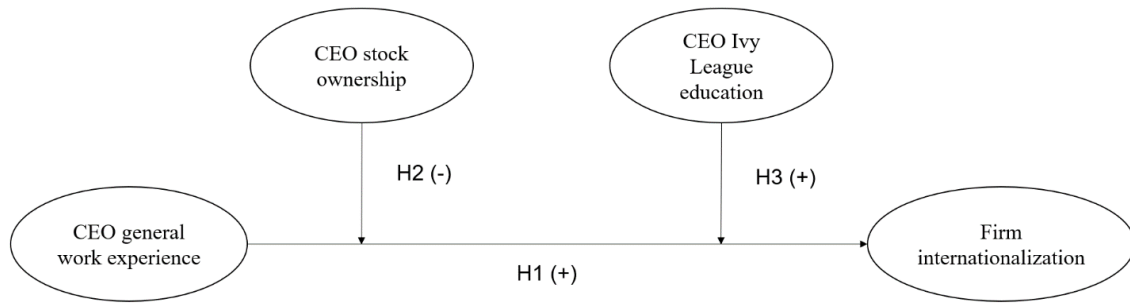 CEO stock
ownership
CEO Ivy
League
education
H2 (-)
H3 (+)
CEO general
work experience
Firm
internationalization
H1 (+)